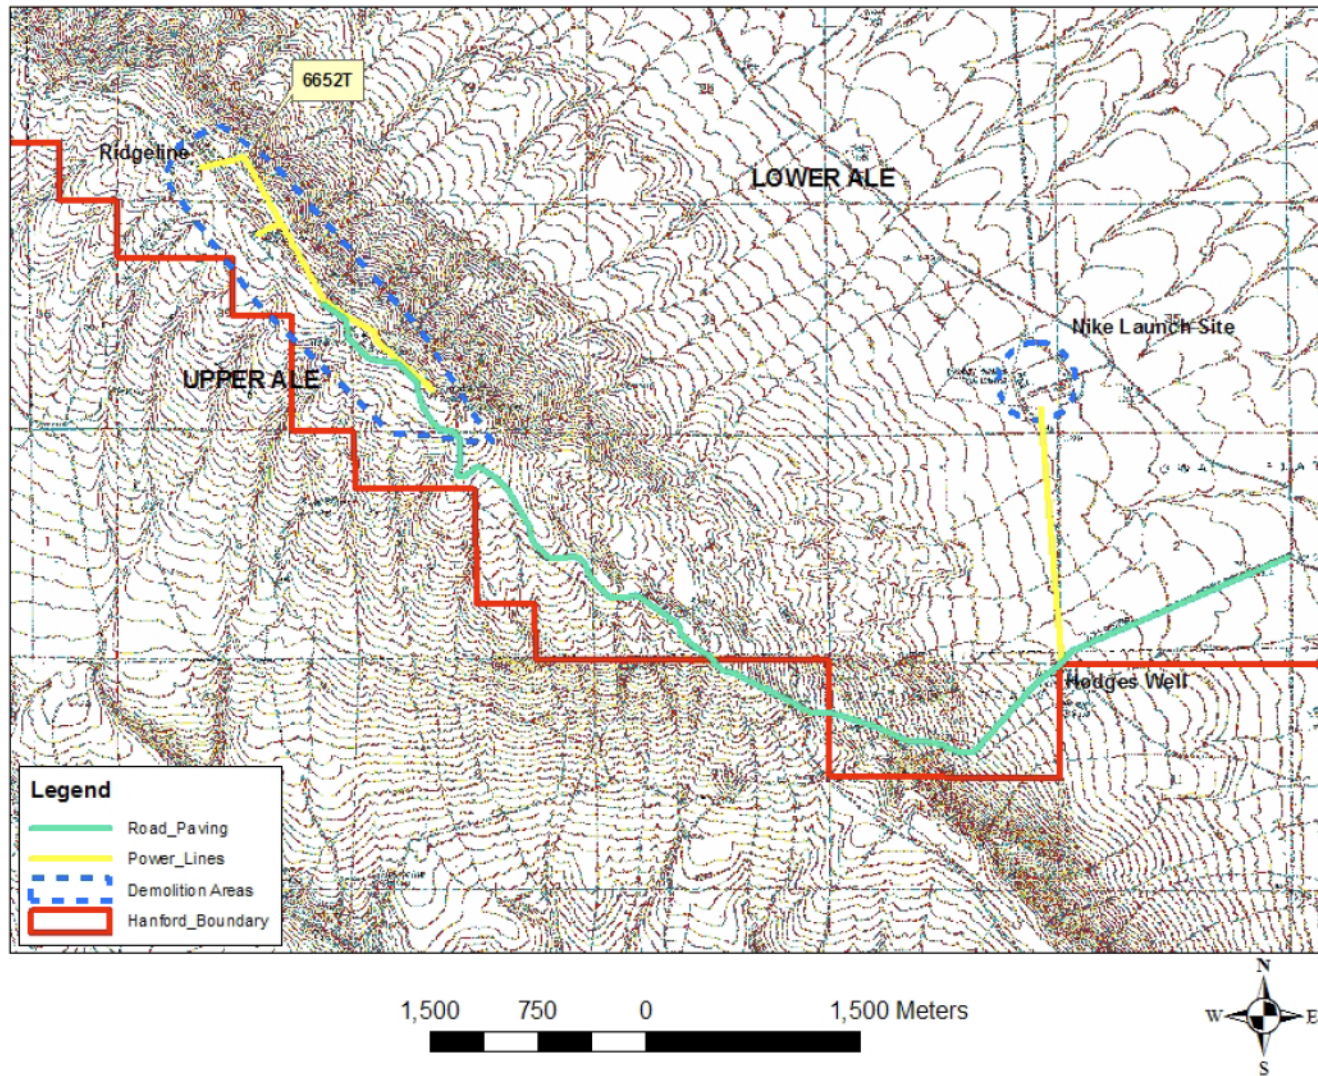 6652T
Ridgeline
LOWER ALE
Nike Launch Site
UPPER ALE
Hodges Well
Legend
Road_Paving
Power_Lines
Demolition Areas
Hanford_Boundary
1,500 750 0 1,500 Meters
N
W E
S